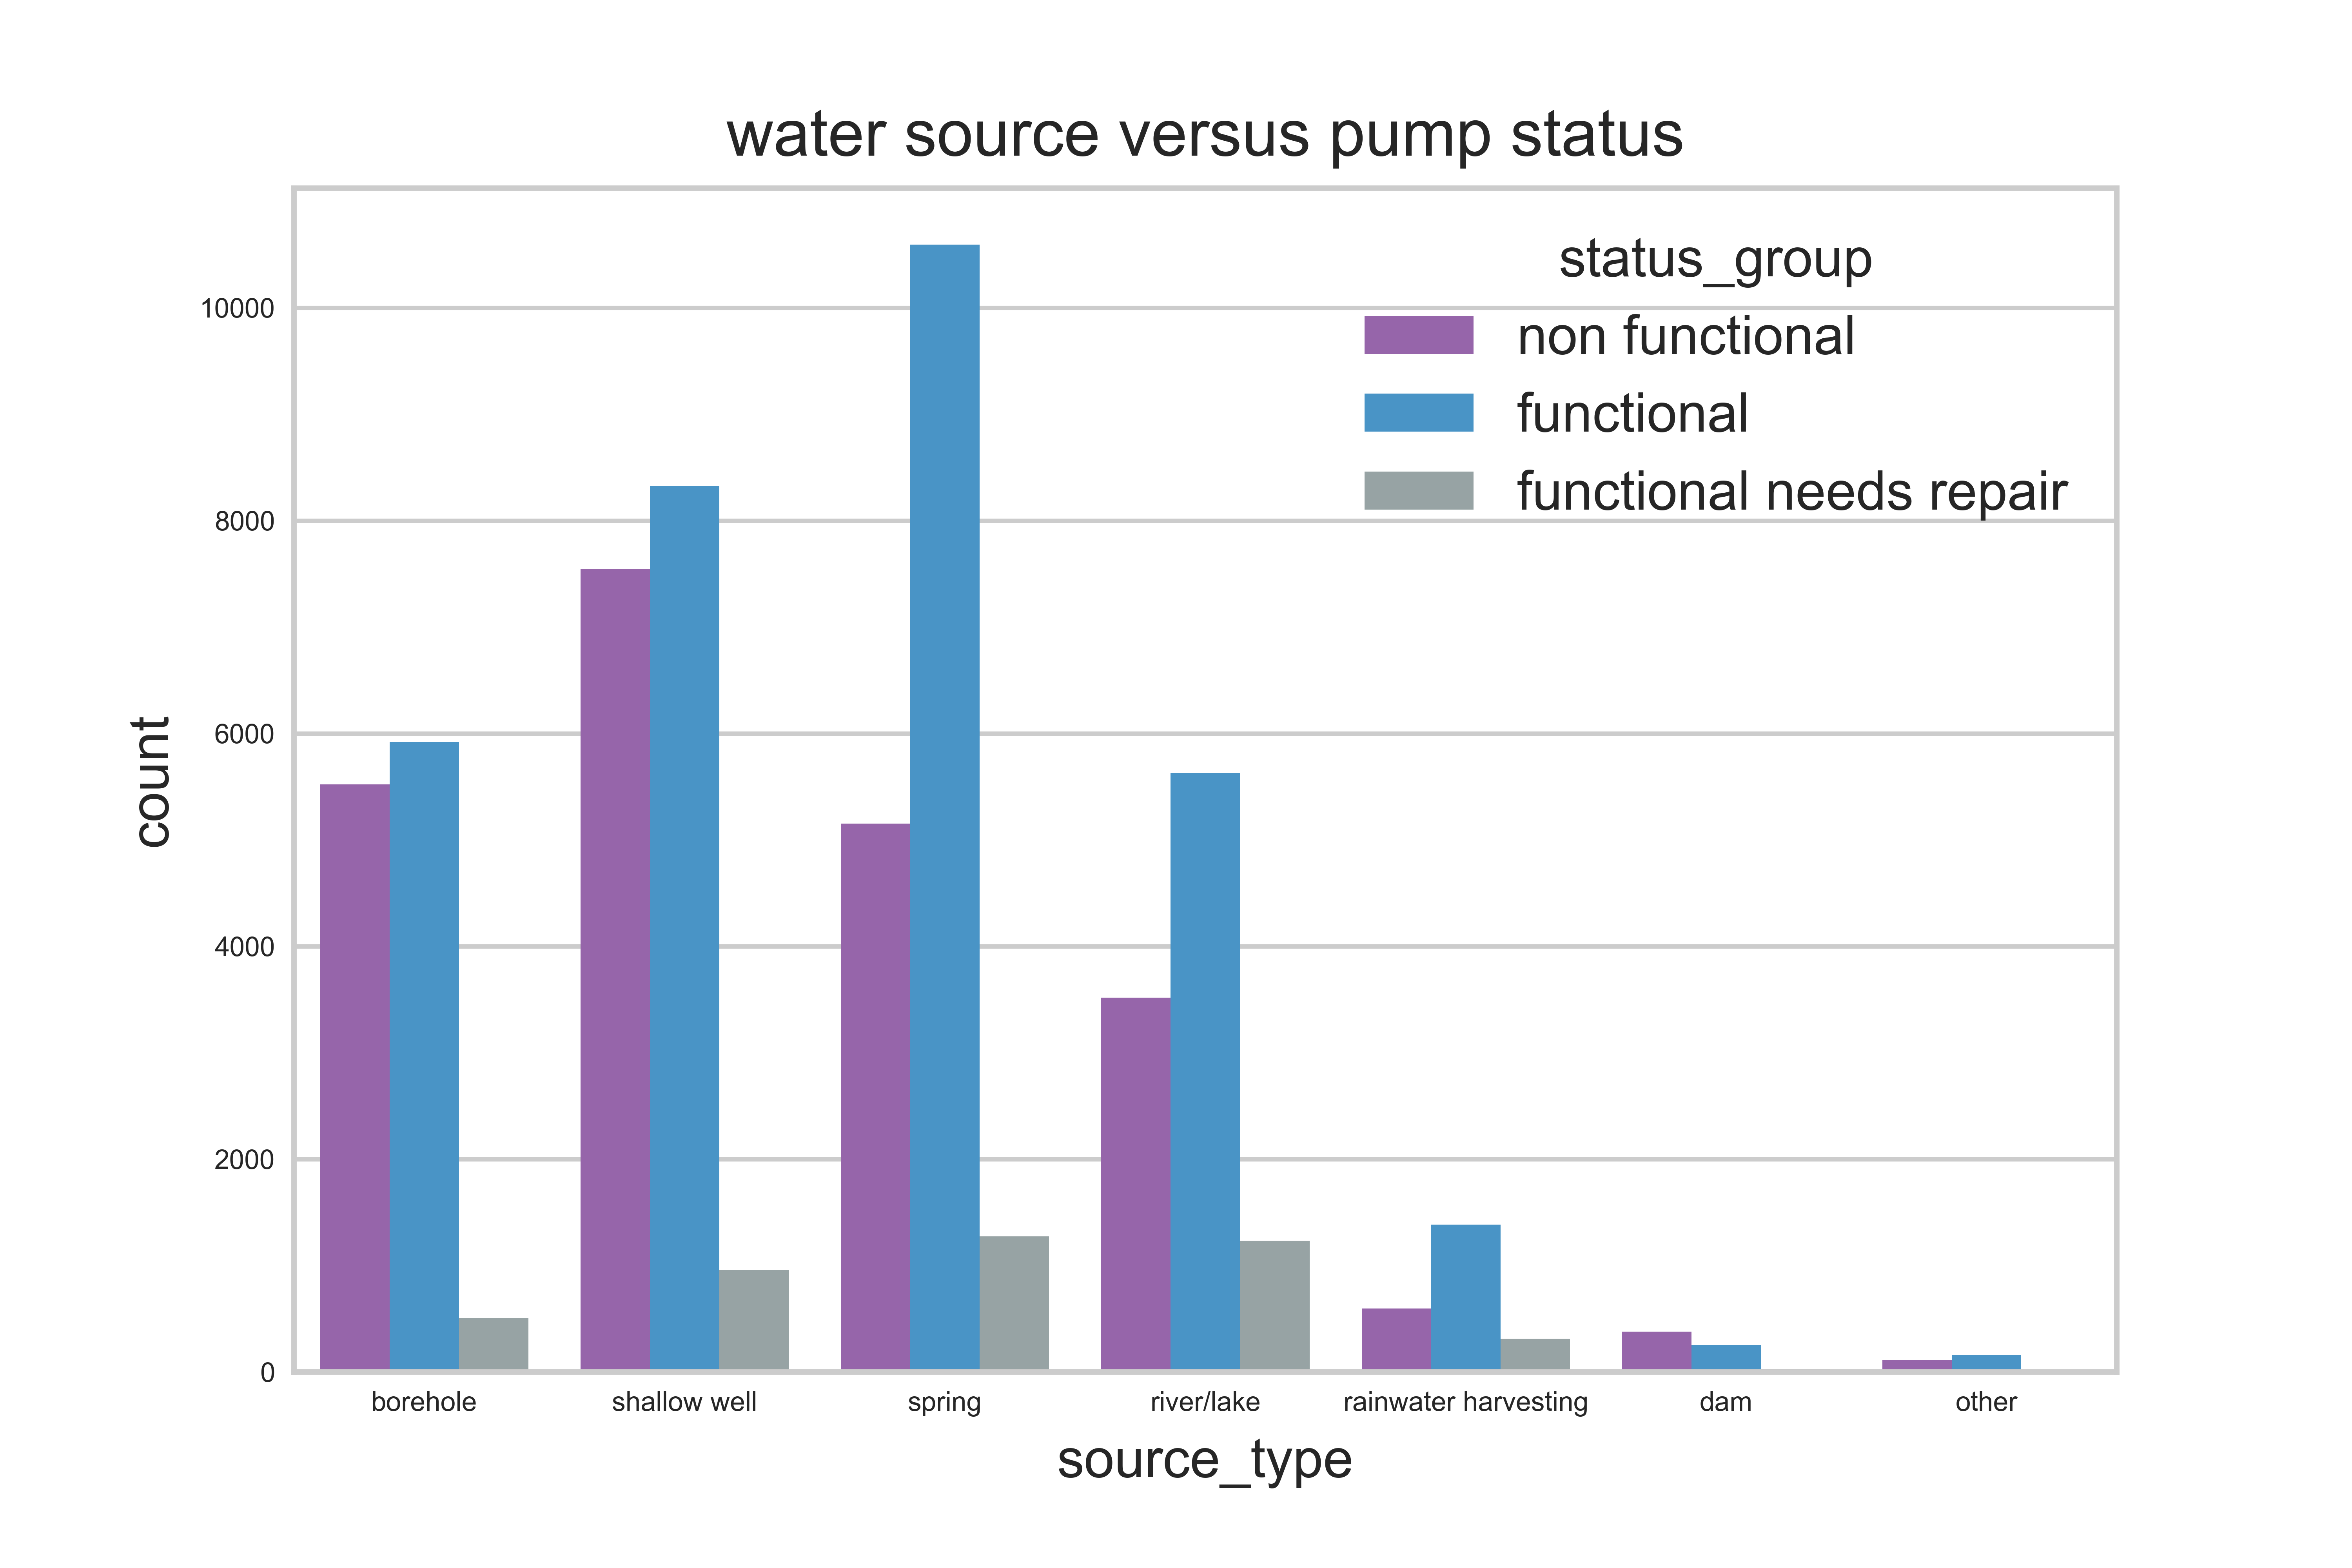 water source versus pump status
status_group
non functional
functional
functional needs repair
10000
8000
6000
4000
2000
0
count
borehole shallow well spring river/lake rainwater harvesting dam other
source_type